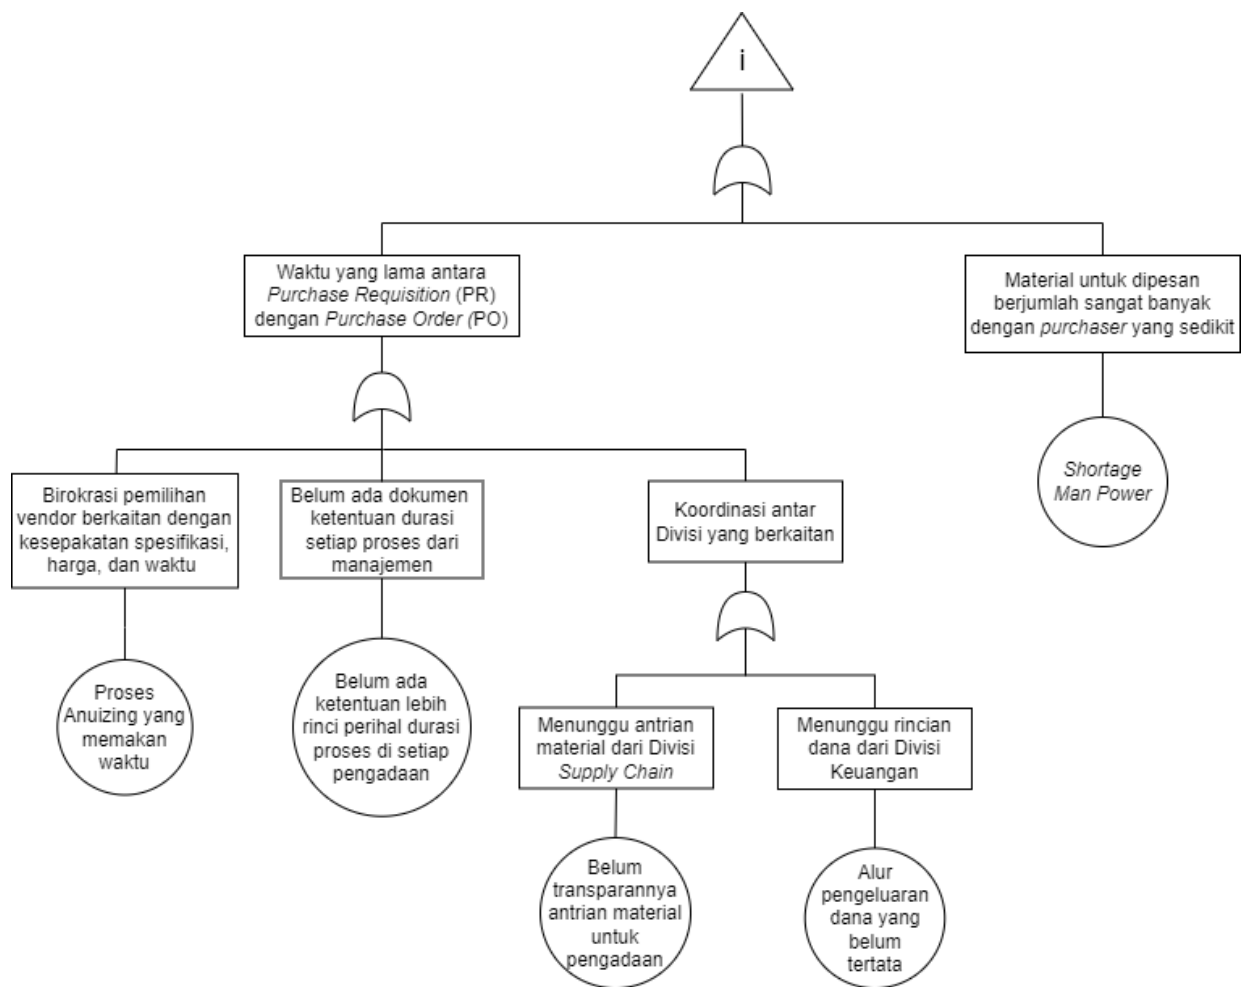 i
Waktu yang lama antara
Purchase Requisition (PR)
dengan Purchase Order (PO)
Material untuk dipesan
berjumlah sangat banyak
dengan purchaser yang sedikit
Shortage
Man Power
Birokrasi pemilihan
vendor berkaitan dengan
kesepakatan spesifikasi,
harga, dan waktu
Belum ada dokumen
ketentuan durasi
setiap proses dari
manajemen
Koordinasi antar
Divisi yang berkaitan
Proses
Anuizing yang
memakan
waktu
Belum ada
ketentuan lebih
rinci perihal durasi
proses di setiap
pengadaan
Menunggu antrian
material dari Divisi
Supply Chain
Menunggu rincian
dana dari Divisi
Keuangan
Belum
transparannya
antrian material
untuk
pengadaan
Alur
pengeluaran
dana yang
belum
tertata